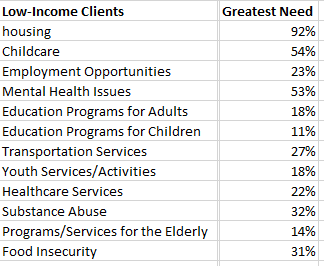 Low-Income Clients Greatest Need
housing 92%
Childcare 54%
Employment Opportunities 23%
Mental Health Issues 53%
Education Programs for Adults 18%
Education Programs for Children 11%
Transportation Services 27%
Youth Services/Activities 18%
Healthcare Services 22%
Substance Abuse 32%
Programs/Services for the Elderly 14%
Food Insecurity 31%